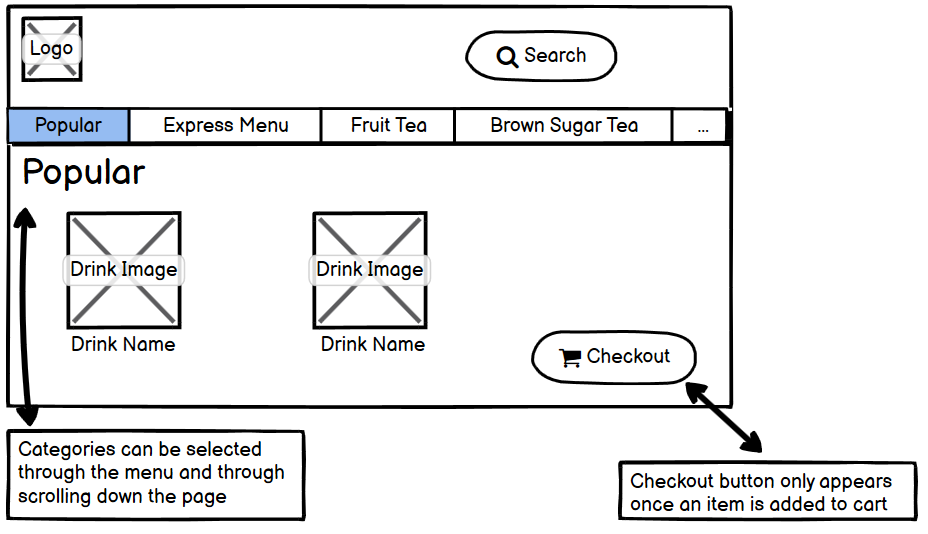 Logo
Search
Popular
Express Menu
Fruit Tea
Brown Sugar Tea
...
Popular
Drink Image
Drink Image
Drink Name
Drink Name
Checkout
Categories can be selected
through the menu and through
scrolling down the page
Checkout button only appears
once an item is added to cart